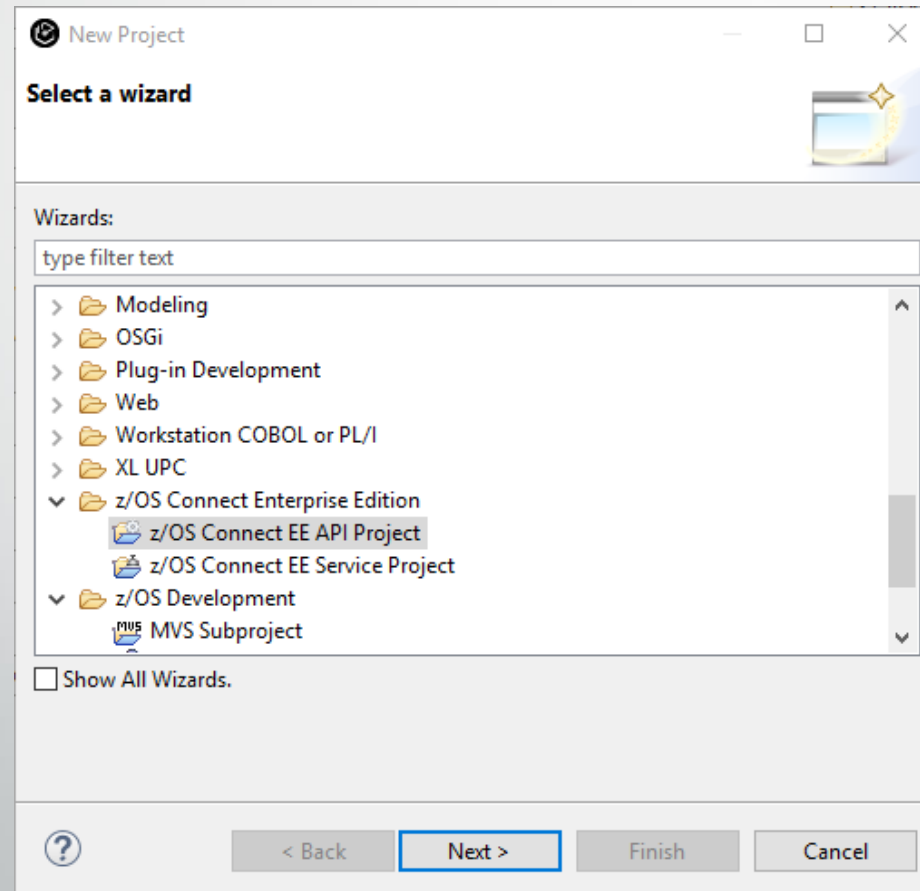 New Project
Select a wizard
Wizards:
type filter text
Modeling
OSGi
Plug-in Development
Web
Workstation COBOL or PL/I
XL UPC
z/OS Connect Enterprise Edition
z/OS Connect EE API Project
z/OS Connect EE Service Project
z/OS Development
MVS MVS Subproject
Show All Wizards.
? < Back Next > Finish Cancel